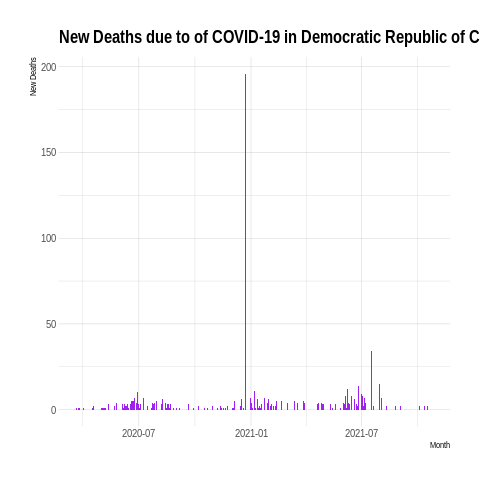 New Deaths due to of COVID-19 in Democratic Republic of C
New Deaths
200
150
100
50
0
2020-07
2021-01
2021-07
Month